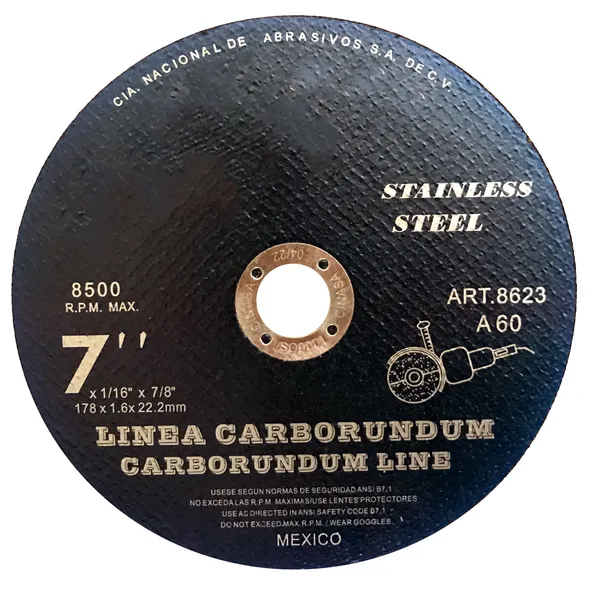 CIA. NACIONAL DE ABRASIVOS S.A. DE C.V.
STAINLESS
STEEL
04/22
8500
R.P.M. MAX.
ART.8623
A 60
7''
x 1/16" x 7/8"
178 x 1.6x 22.2mm
LINEA CARBORUNDUM
CARBORUNDUM LINE
USESE SEGUN NORMAS DE SEGURIDAD ANSI B7,1
NO EXCEDA LAS R.P.M. MAXIMAS/USE LENTES PROTECTORES
USE AS DIRECTED IN ANSI SAFETY CODE B7,1
DO NOT EXCEED.MAX.R.P.M. / WEAR GOGGLES
MEXICO